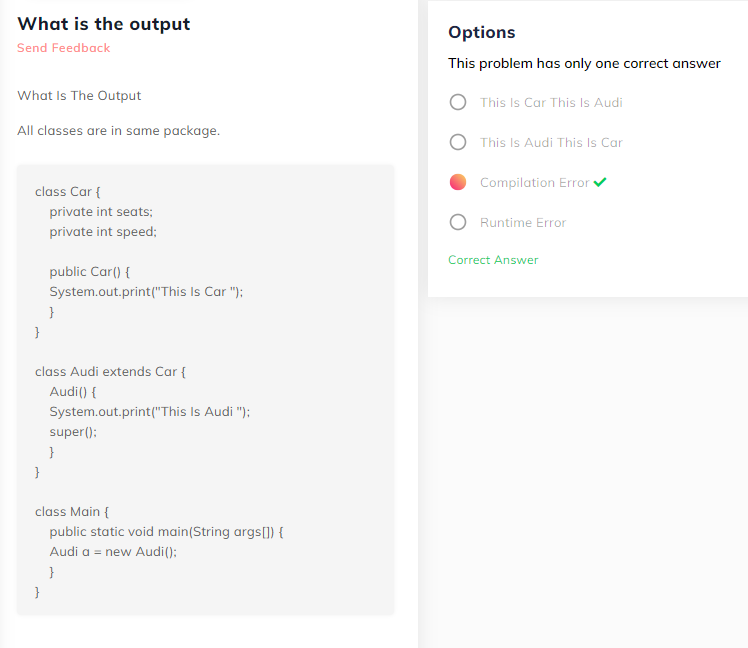 What is the output
Send Feedback
What Is The Output
All classes are in same package.
class Car {
private int seats;
private int speed;
public Car() {
System.out.print("This Is Car ");
}
}
class Audi extends Car {
Audi() {
System.out.print("This Is Audi ");
super();
}
}
class Main {
public static void main(String args[]) {
Audi a = new Audi();
}
}
Options
This problem has only one correct answer
This Is Car This Is Audi
This Is Audi This Is Car
Compilation Error
Runtime Error
Correct Answer